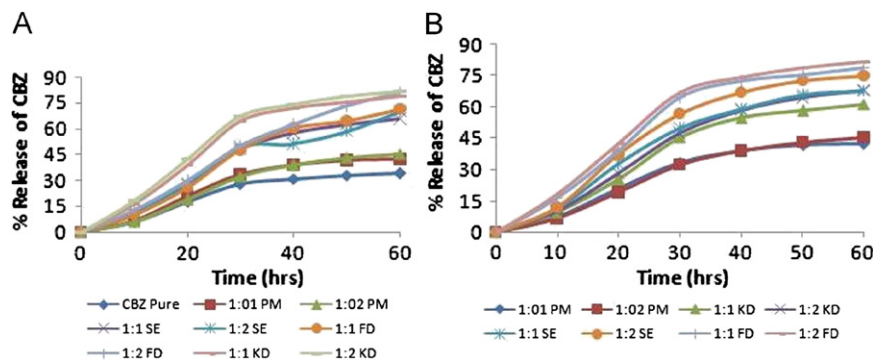 A
% Release of CBZ
90
75
60
45
30
15
0
0 20 40 60
Time (hrs)
CBZ Pure 1:01 PM 1:02 PM
1:1 SE 1:2 SE 1:1 FD
1:2 FD 1:1 KD 1:2 KD
B
% Release of CBZ
90
75
60
45
30
15
0
0 10 20 30 40 50 60
Time (hrs)
1:01 PM 1:02 PM 1:1 KD 1:2 KD
1:1 SE 1:2 SE 1:1 FD 1:2 FD